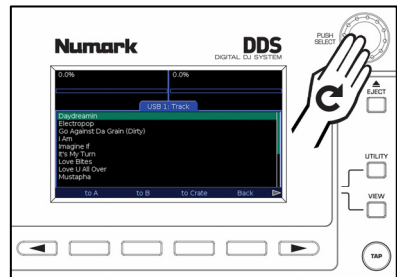 Numark
DDS
DIGITAL DJ SYSTEM
PUSH
SELECT
0.0%
0.0%
USB 1: Track
Daydreamin
Electropop
Go Against Da Grain (Dirty)
I Am
Imagine If
It's My Turn
Love Bites
Love U All Over
Mustapha
to A
to B
to Crate
Back
EJECT
UTILITY
VIEW
TAP